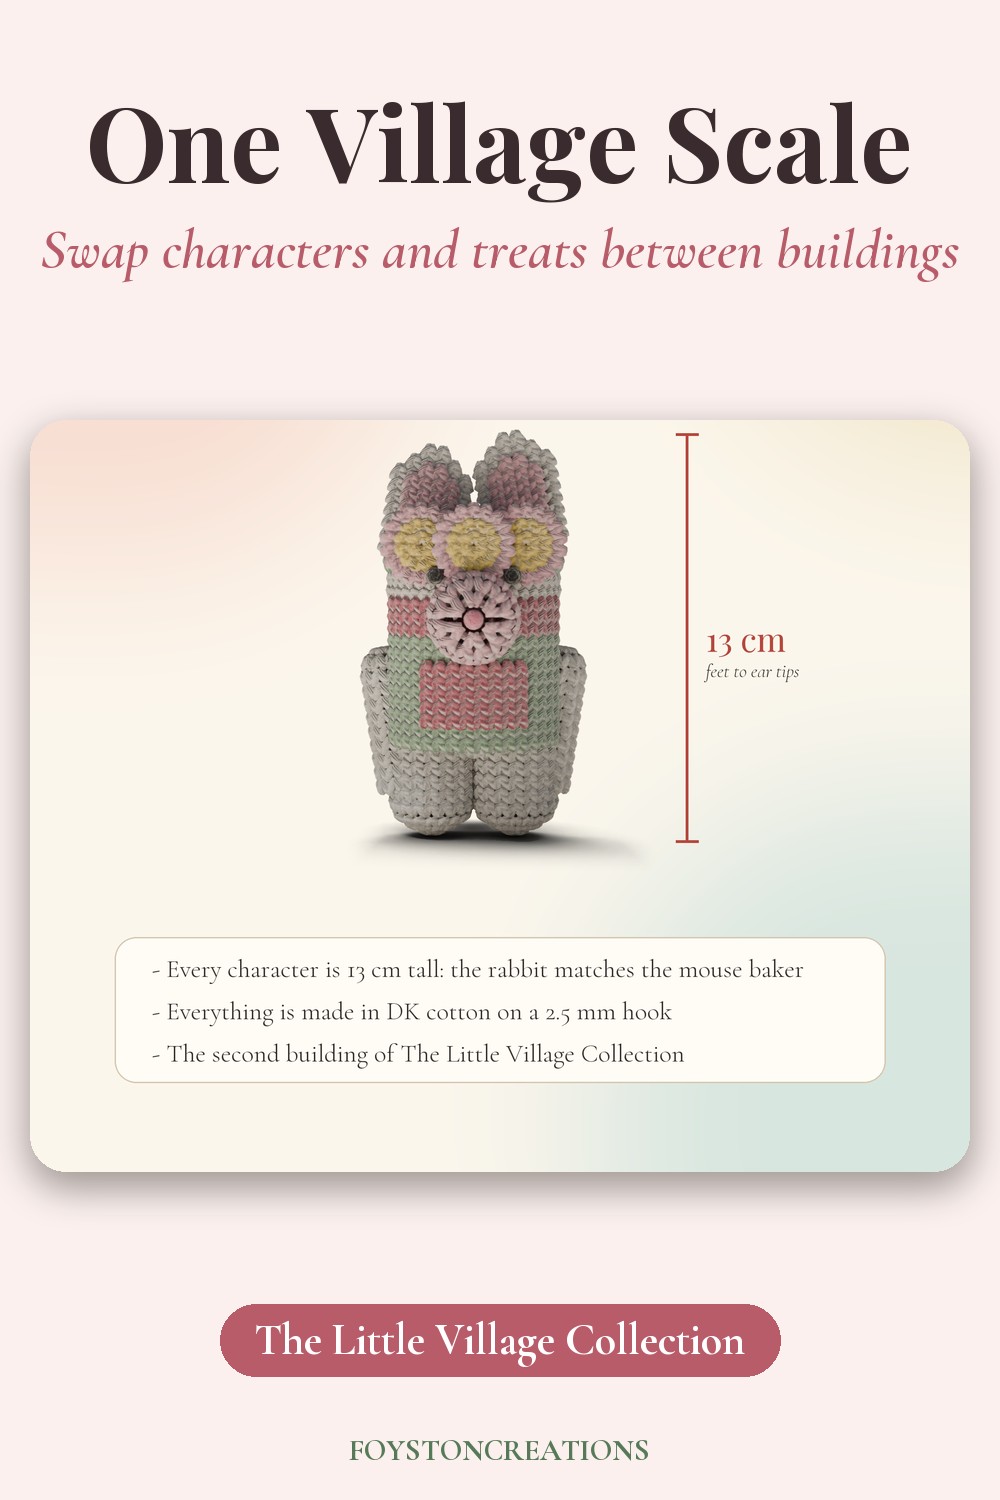 One Village Scale
Swap characters and treats between buildings
13 cm
feet to ear tips
- Every character is 13 cm tall: the rabbit matches the mouse baker
- Everything is made in DK cotton on a 2.5 mm hook
- The second building of The Little Village Collection
The Little Village Collection
FOYSTONCREATIONS